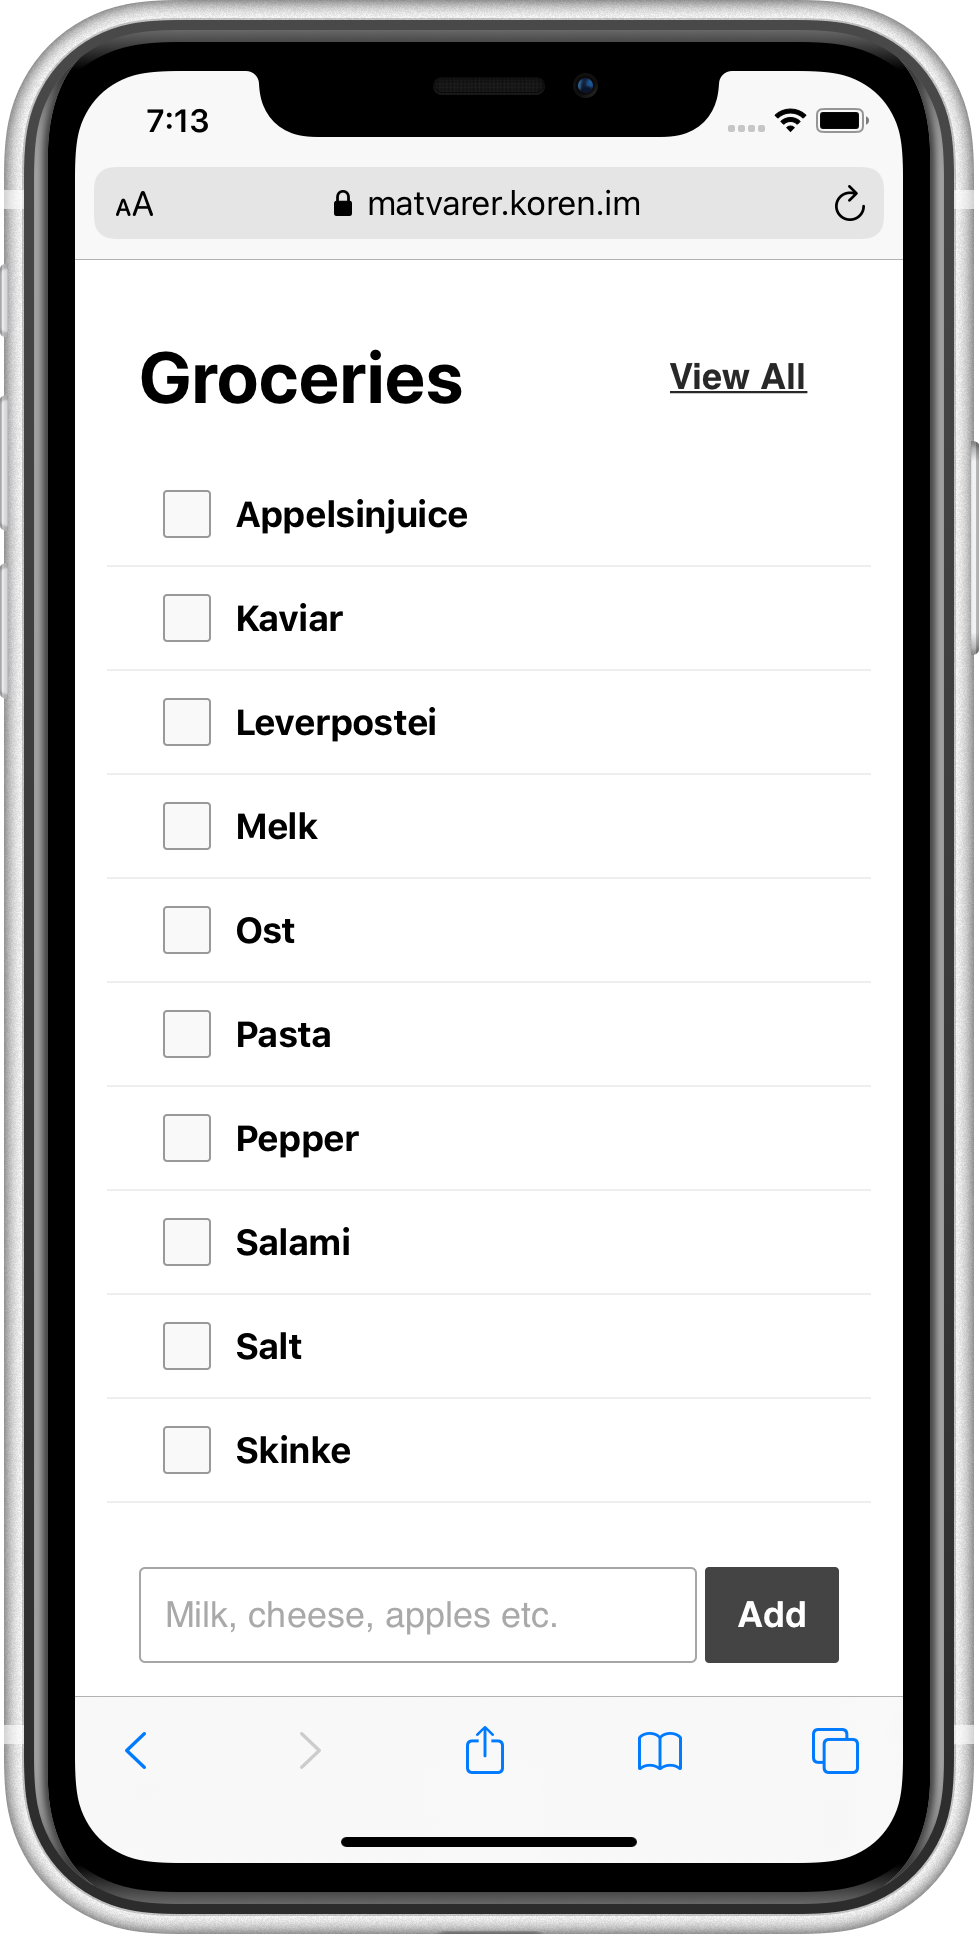 7:13
AA matvarer.koren.im
Groceries View All
Appelsinjuice
Kaviar
Leverpostei
Melk
Ost
Pasta
Pepper
Salami
Salt
Skinke
Milk, cheese, apples etc. Add